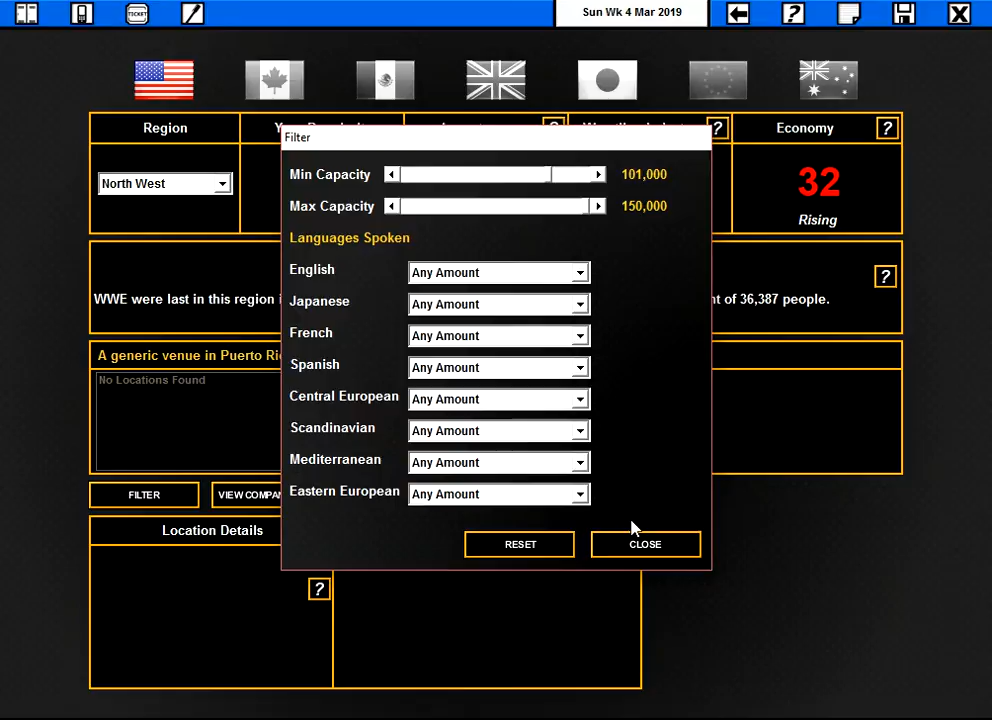 TICKET
Sun Wk 4 Mar 2019
?
Region
?
?
Economy
?
North West
32
Rising
Filter
Min Capacity
101,000
Max Capacity
150,000
Languages Spoken
English
Any Amount
Japanese
Any Amount
French
Any Amount
Spanish
Any Amount
Central European
Any Amount
Scandinavian
Any Amount
Mediterranean
Any Amount
Eastern European
Any Amount
RESET
CLOSE
?
WWE were last in this region
nt of 36,387 people.
A generic venue in Puerto Ri
No Locations Found
FILTER
VIEW COMPA
Location Details
?